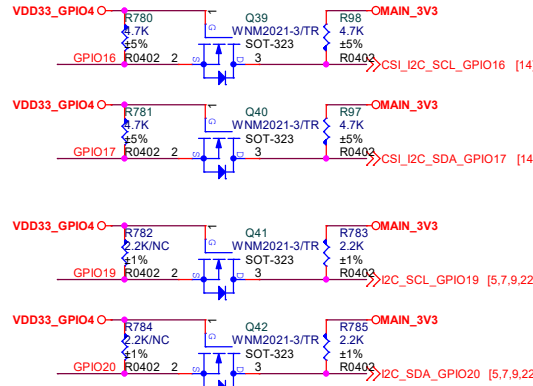 VDD33_GPIO4 R780 1 Q39 R98 MAIN_3V3
4.7K G WNM2021-3/TR 4.7K
±5% SOT-323 ±5%
GPIO16 R0402 2 S D 3 R0402 CSI_I2C_SCL_GPIO16 [14]
VDD33_GPIO4 R781 1 Q40 R97 MAIN_3V3
4.7K G WNM2021-3/TR 4.7K
±5% SOT-323 ±5%
GPIO17 R0402 2 S D 3 R0402 CSI_I2C_SDA_GPIO17 [14
VDD33_GPIO4 R782 1 Q41 R783 MAIN_3V3
2.2K/NC G WNM2021-3/TR 2.2K
±1% SOT-323 ±1%
GPIO19 R0402 2 S D 3 R0402 I2C_SCL_GPIO19 [5,7,9,22
VDD33_GPIO4 R784 1 Q42 R785 MAIN_3V3
2.2K/NC G WNM2021-3/TR 2.2K
±1% SOT-323 ±1%
GPIO20 R0402 2 S D 3 R0402 I2C_SDA_GPIO20 [5,7,9,22